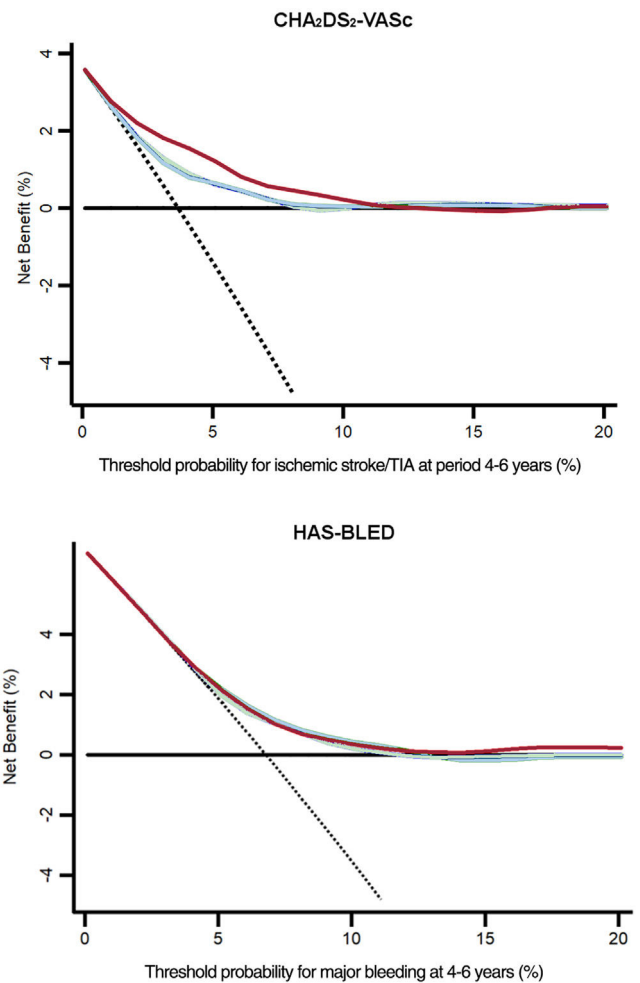 CHA₂DS₂-VASc
4
2
0
-2
-4
Net Benefit (%)
0 5 10 15 20
Threshold probability for ischemic stroke/TIA at period 4-6 years (%)
HAS-BLED
4
2
0
-2
-4
Net Benefit (%)
0 5 10 15 20
Threshold probability for major bleeding at 4-6 years (%)